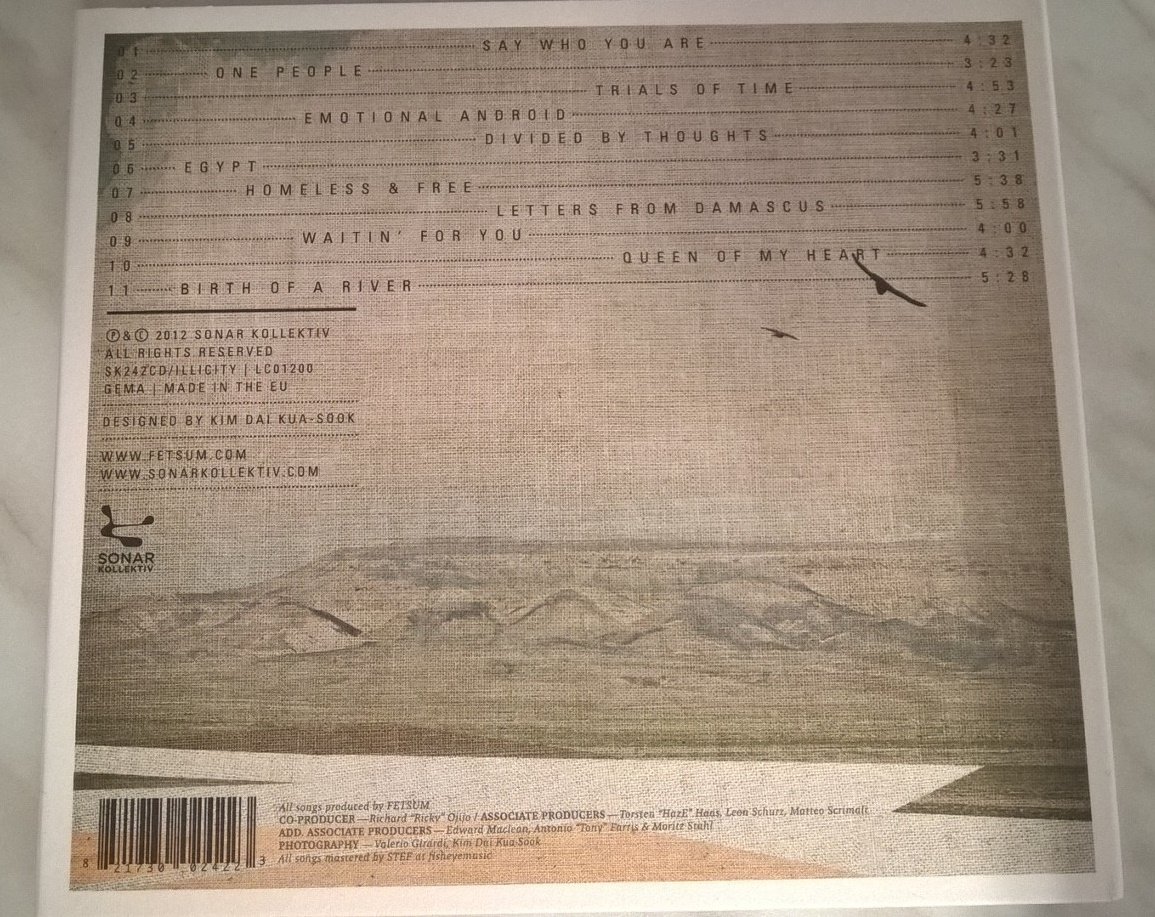 01 SAY WHO YOU ARE 4:32
02 ONE PEOPLE 3:23
03 TRIALS OF TIME 4:53
04 EMOTIONAL ANDROID 4:27
05 DIVIDED BY THOUGHTS 4:01
06 EGYPT 3:31
07 HOMELESS & FREE 5:38
08 LETTERS FROM DAMASCUS 5:58
09 WAITIN' FOR YOU 4:00
10 QUEEN OF MY HEART 4:32
11 BIRTH OF A RIVER 5:28
℗&© 2012 SONAR KOLLEKTIV
ALL RIGHTS RESERVED
SK242CD/ILLICITY | LC01200
GEMA | MADE IN THE EU
DESIGNED BY KIM DAI KUA-SOOK
WWW.FETSUM.COM
WWW.SONARKOLLEKTIV.COM
SONAR
KOLLEKTIV
All songs produced by FETSUM
CO-PRODUCER — Richard "Ricky" Ojijo / ASSOCIATE PRODUCERS — Torsten "HazE" Haas, Leon Schurz, Matteo Scrimali
ADD. ASSOCIATE PRODUCERS — Edward Maclean, Antonio "Tony" Farris & Moritz Stahl
PHOTOGRAPHY — Valerio Girardi, Kim Dai Kua-Sook
All songs mastered by STEF at fisheyemusic
8 21730 02422 3